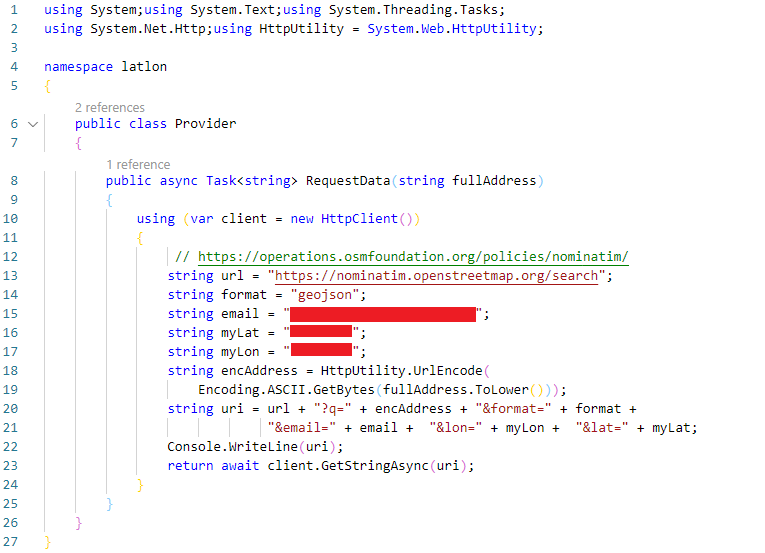 1 using System;using System.Text;using System.Threading.Tasks;
2 using System.Net.Http;using HttpUtility = System.Web.HttpUtility;
3
4 namespace latlon
5 {
2 references
6 public class Provider
7 {
1 reference
8 public async Task<string> RequestData(string fullAddress)
9 {
10 using (var client = new HttpClient())
11 {
12 // https://operations.osmfoundation.org/policies/nominatim/
13 string url = "https://nominatim.openstreetmap.org/search";
14 string format = "geojson";
15 string email = "";
16 string myLat = "";
17 string myLon = "";
18 string encAddress = HttpUtility.UrlEncode(
19 Encoding.ASCII.GetBytes(fullAddress.ToLower()));
20 string uri = url + "?q=" + encAddress + "&format=" + format +
21 "&email=" + email + "&lon=" + myLon + "&lat=" + myLat;
22 Console.WriteLine(uri);
23 return await client.GetStringAsync(uri);
24 }
25 }
26 }
27 }